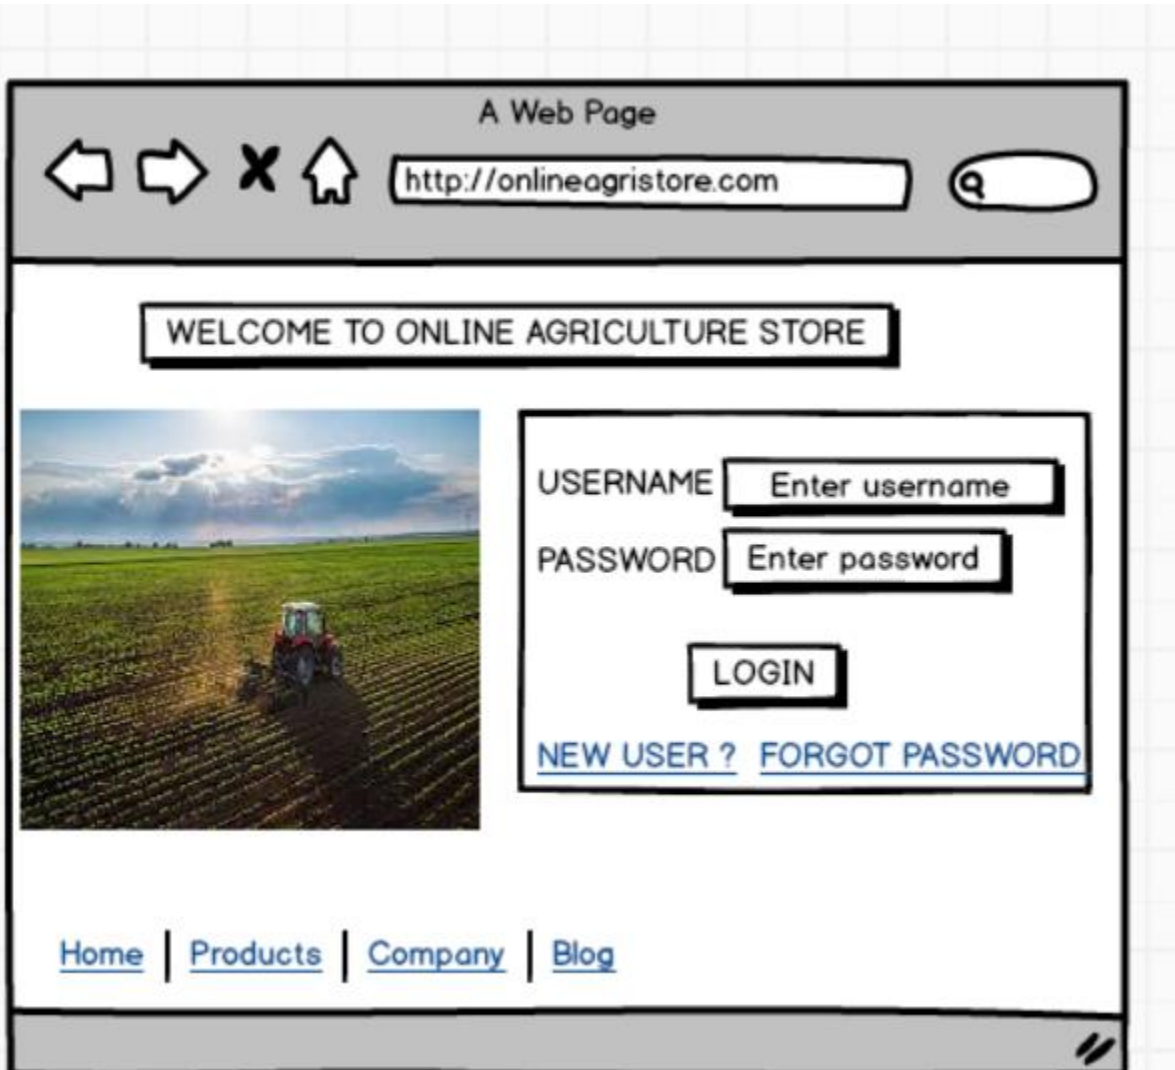 A Web Page
http://onlineagristore.com
WELCOME TO ONLINE AGRICULTURE STORE
USERNAME Enter username
PASSWORD Enter password
LOGIN
NEW USER ? FORGOT PASSWORD
Home | Products | Company | Blog